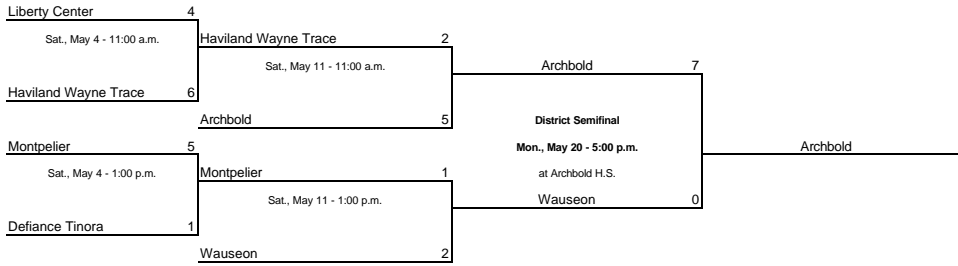 Liberty Center 4
Sat., May 4 - 11:00 a.m.
Haviland Wayne Trace 2
Sat., May 11 - 11:00 a.m.
Archbold 7
Haviland Wayne Trace 6
Archbold 5
District Semifinal
Montpelier 5
Mon., May 20 - 5:00 p.m.
Archbold
Sat., May 4 - 1:00 p.m.
Montpelier 1
at Archbold H.S.
Sat., May 11 - 1:00 p.m.
Wauseon 0
Defiance Tinora 1
Wauseon 2